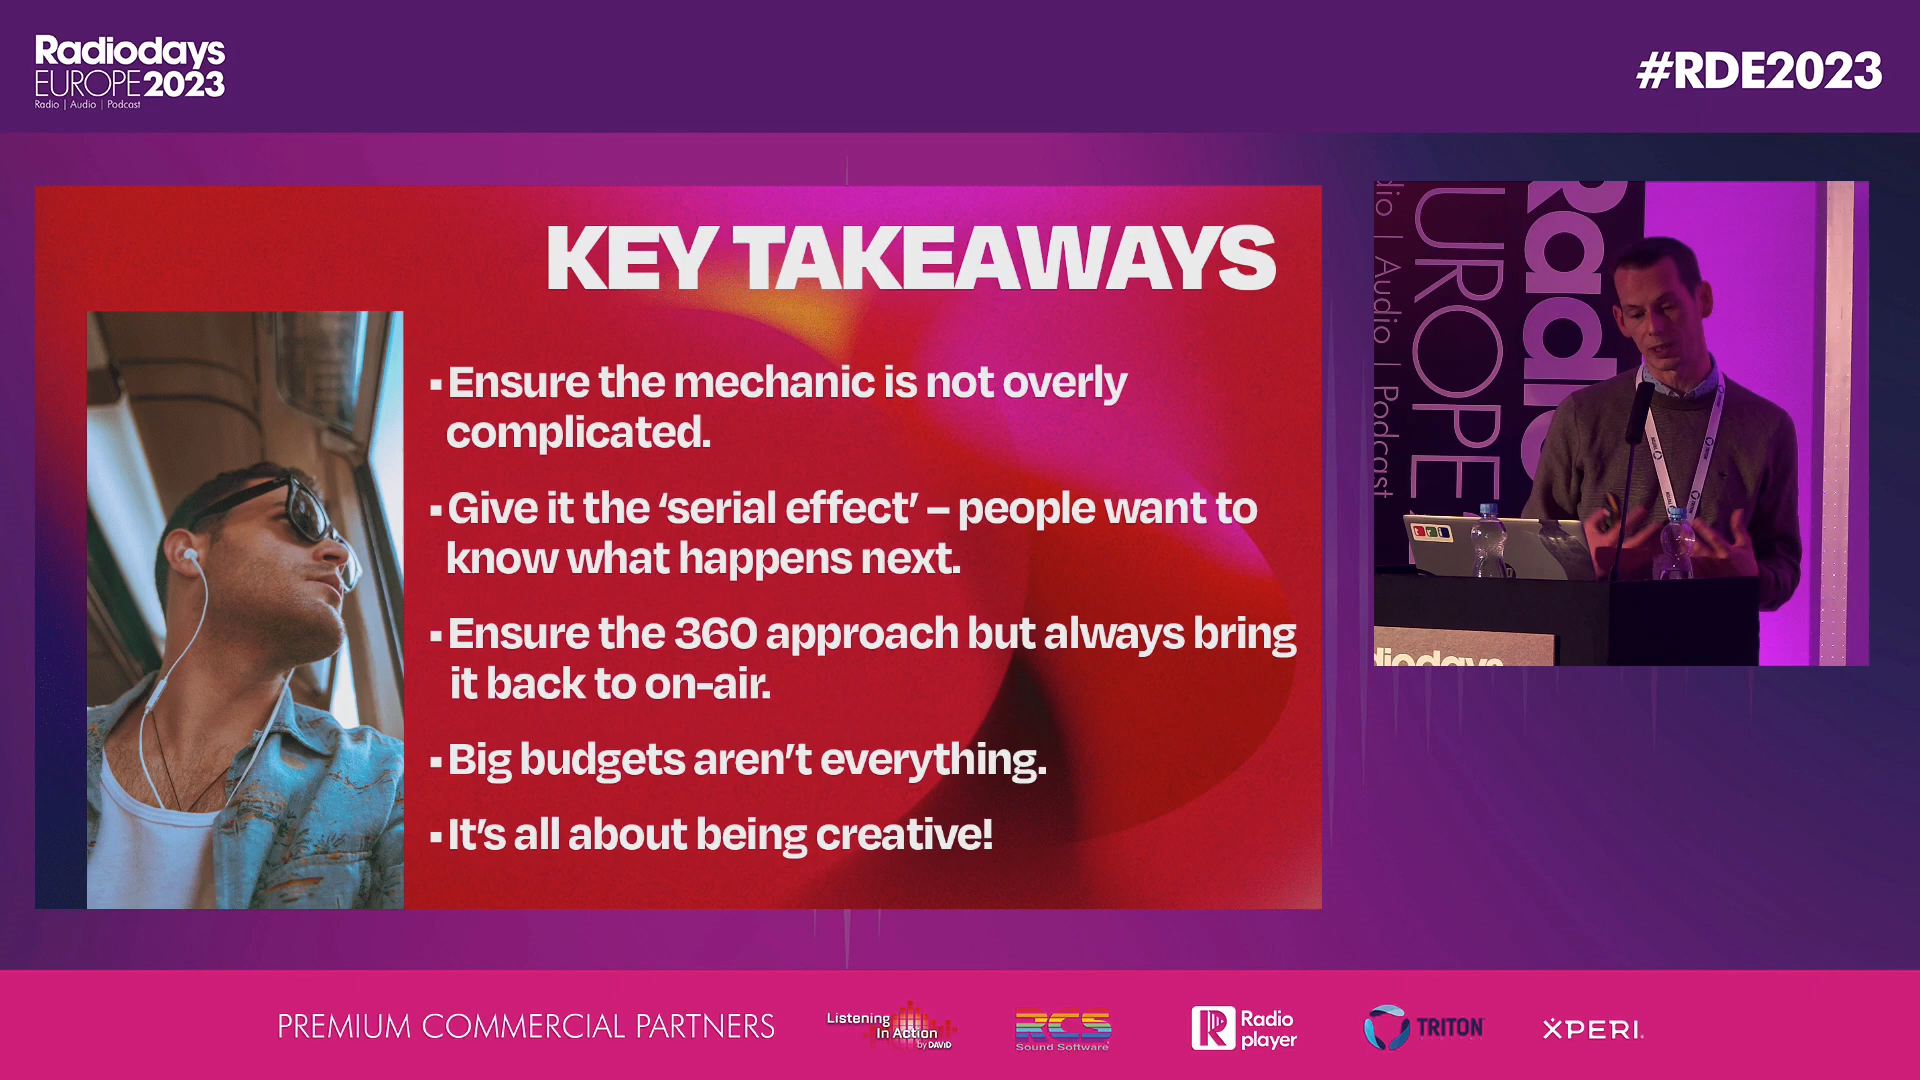 Radiodays
EUROPE 2023
Radio | Audio | Podcast
#RDE2023
KEY TAKEAWAYS
▪ Ensure the mechanic is not overly
complicated.
▪ Give it the ‘serial effect’ – people want to
know what happens next.
▪ Ensure the 360 approach but always bring
it back to on-air.
▪ Big budgets aren’t everything.
▪ It’s all about being creative!
dio | Audio | Podcast
UROPE
Radio
diodays
PREMIUM COMMERCIAL PARTNERS
Listening
In Action
by DAVID
RCS
Sound Software
R
Radio
player
TRITON
XPERI.